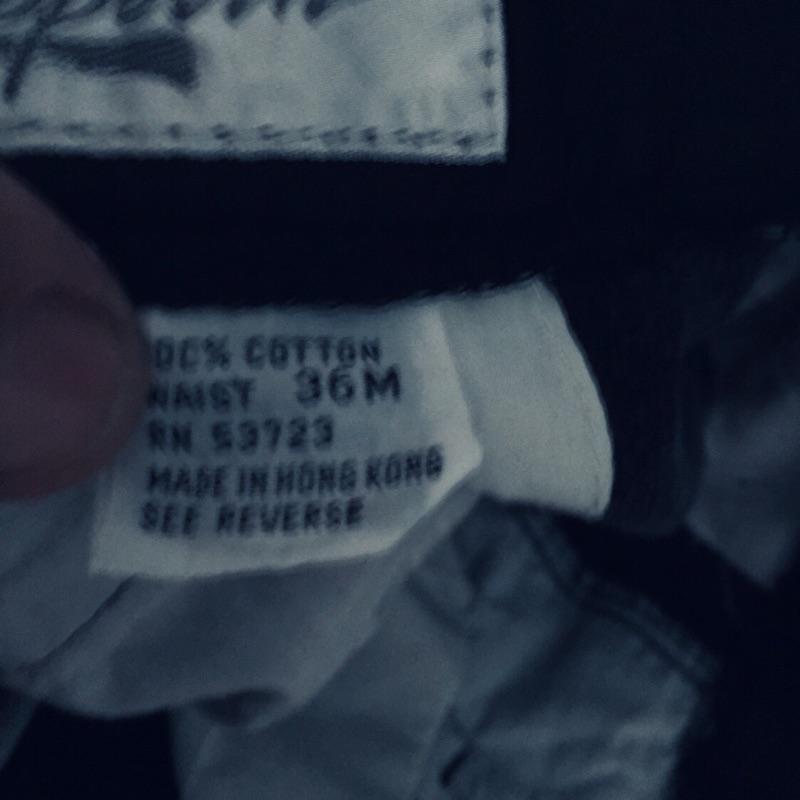 00% COTTON
WAIST 36M
RN 53723
MADE IN HONG KONG
SEE REVERSE